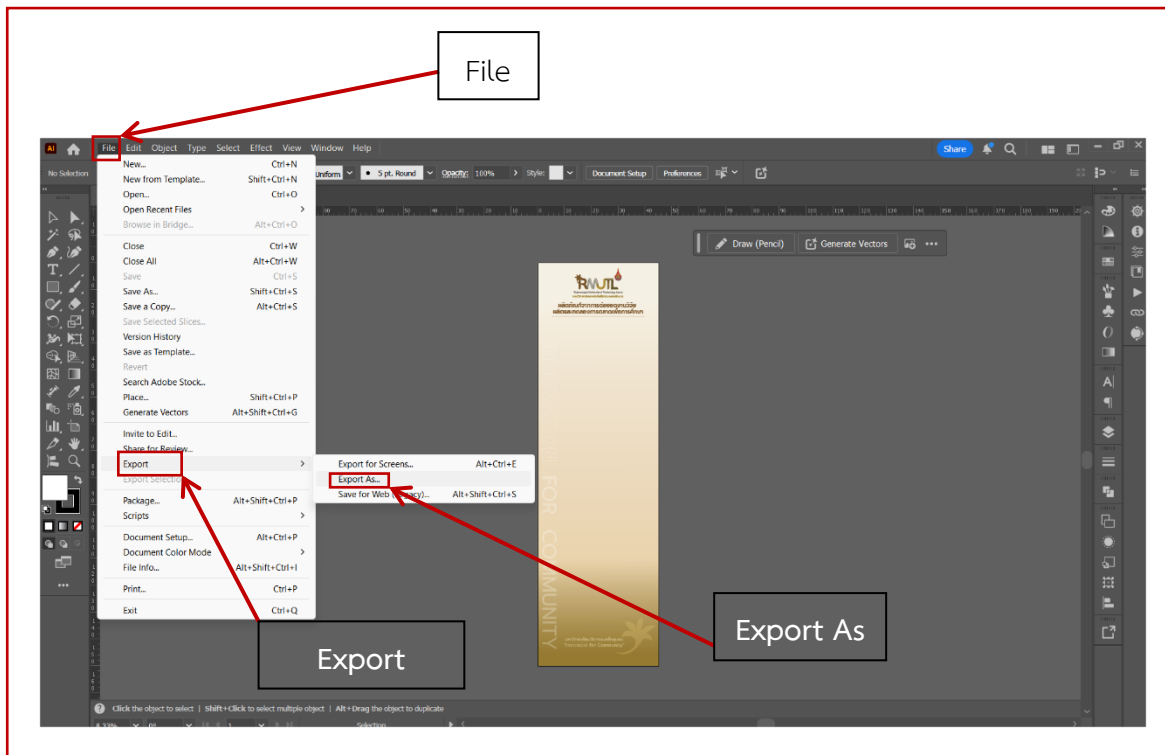 File
Ai
File Edit Object Type Select Effect View Window Help
Share
No Selection
Uniform
5 pt. Round
Opacity: 100%
Style:
Document Setup
Preferences
New... Ctrl+N
New from Template... Shift+Ctrl+N
Open... Ctrl+O
Open Recent Files
Browse in Bridge... Alt+Ctrl+O
Close Ctrl+W
Close All Alt+Ctrl+W
Save Ctrl+S
Save As... Shift+Ctrl+S
Save a Copy... Alt+Ctrl+S
Save Selected Slices...
Version History
Save as Template...
Revert
Search Adobe Stock...
Place... Shift+Ctrl+P
Generate Vectors Alt+Shift+Ctrl+G
Invite to Edit...
Share for Review...
Export
Export Selection
Package... Alt+Shift+Ctrl+P
Scripts
Document Setup... Alt+Ctrl+P
Document Color Mode
File Info... Alt+Shift+Ctrl+I
Print... Ctrl+P
Exit Ctrl+Q
Export for Screens... Alt+Ctrl+E
Export As...
Save for Web (Legacy)... Alt+Shift+Ctrl+S
Draw (Pencil)
Generate Vectors
RMUTL
FOR COMMUNITY
Export
Export As
Click the object to select | Shift+Click to select multiple object | Alt+Drag the object to duplicate
8.33% 0° 1 Selection